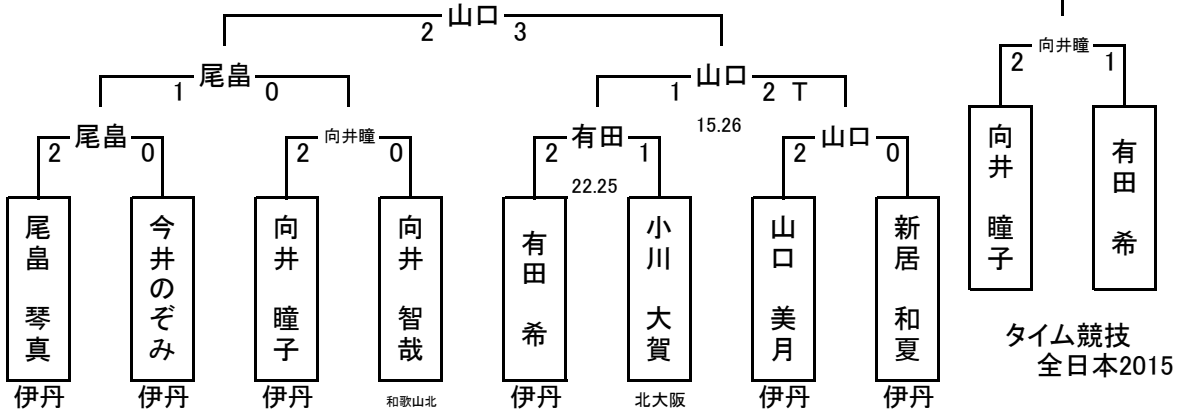 山口
2 3
向井瞳
2 1
尾畠
1 0
山口
1 2 T
15.26
尾畠
2 0
向井瞳
2 0
有田
2 1
22.25
山口
2 0
尾畠 琴真
今井のぞみ
向井 瞳子
向井 智哉
有田 希
小川 大賀
山口 美月
新居 和夏
向井 瞳子
有田 希
伊丹
伊丹
伊丹
和歌山北
伊丹
北大阪
伊丹
伊丹
タイム競技
全日本2015